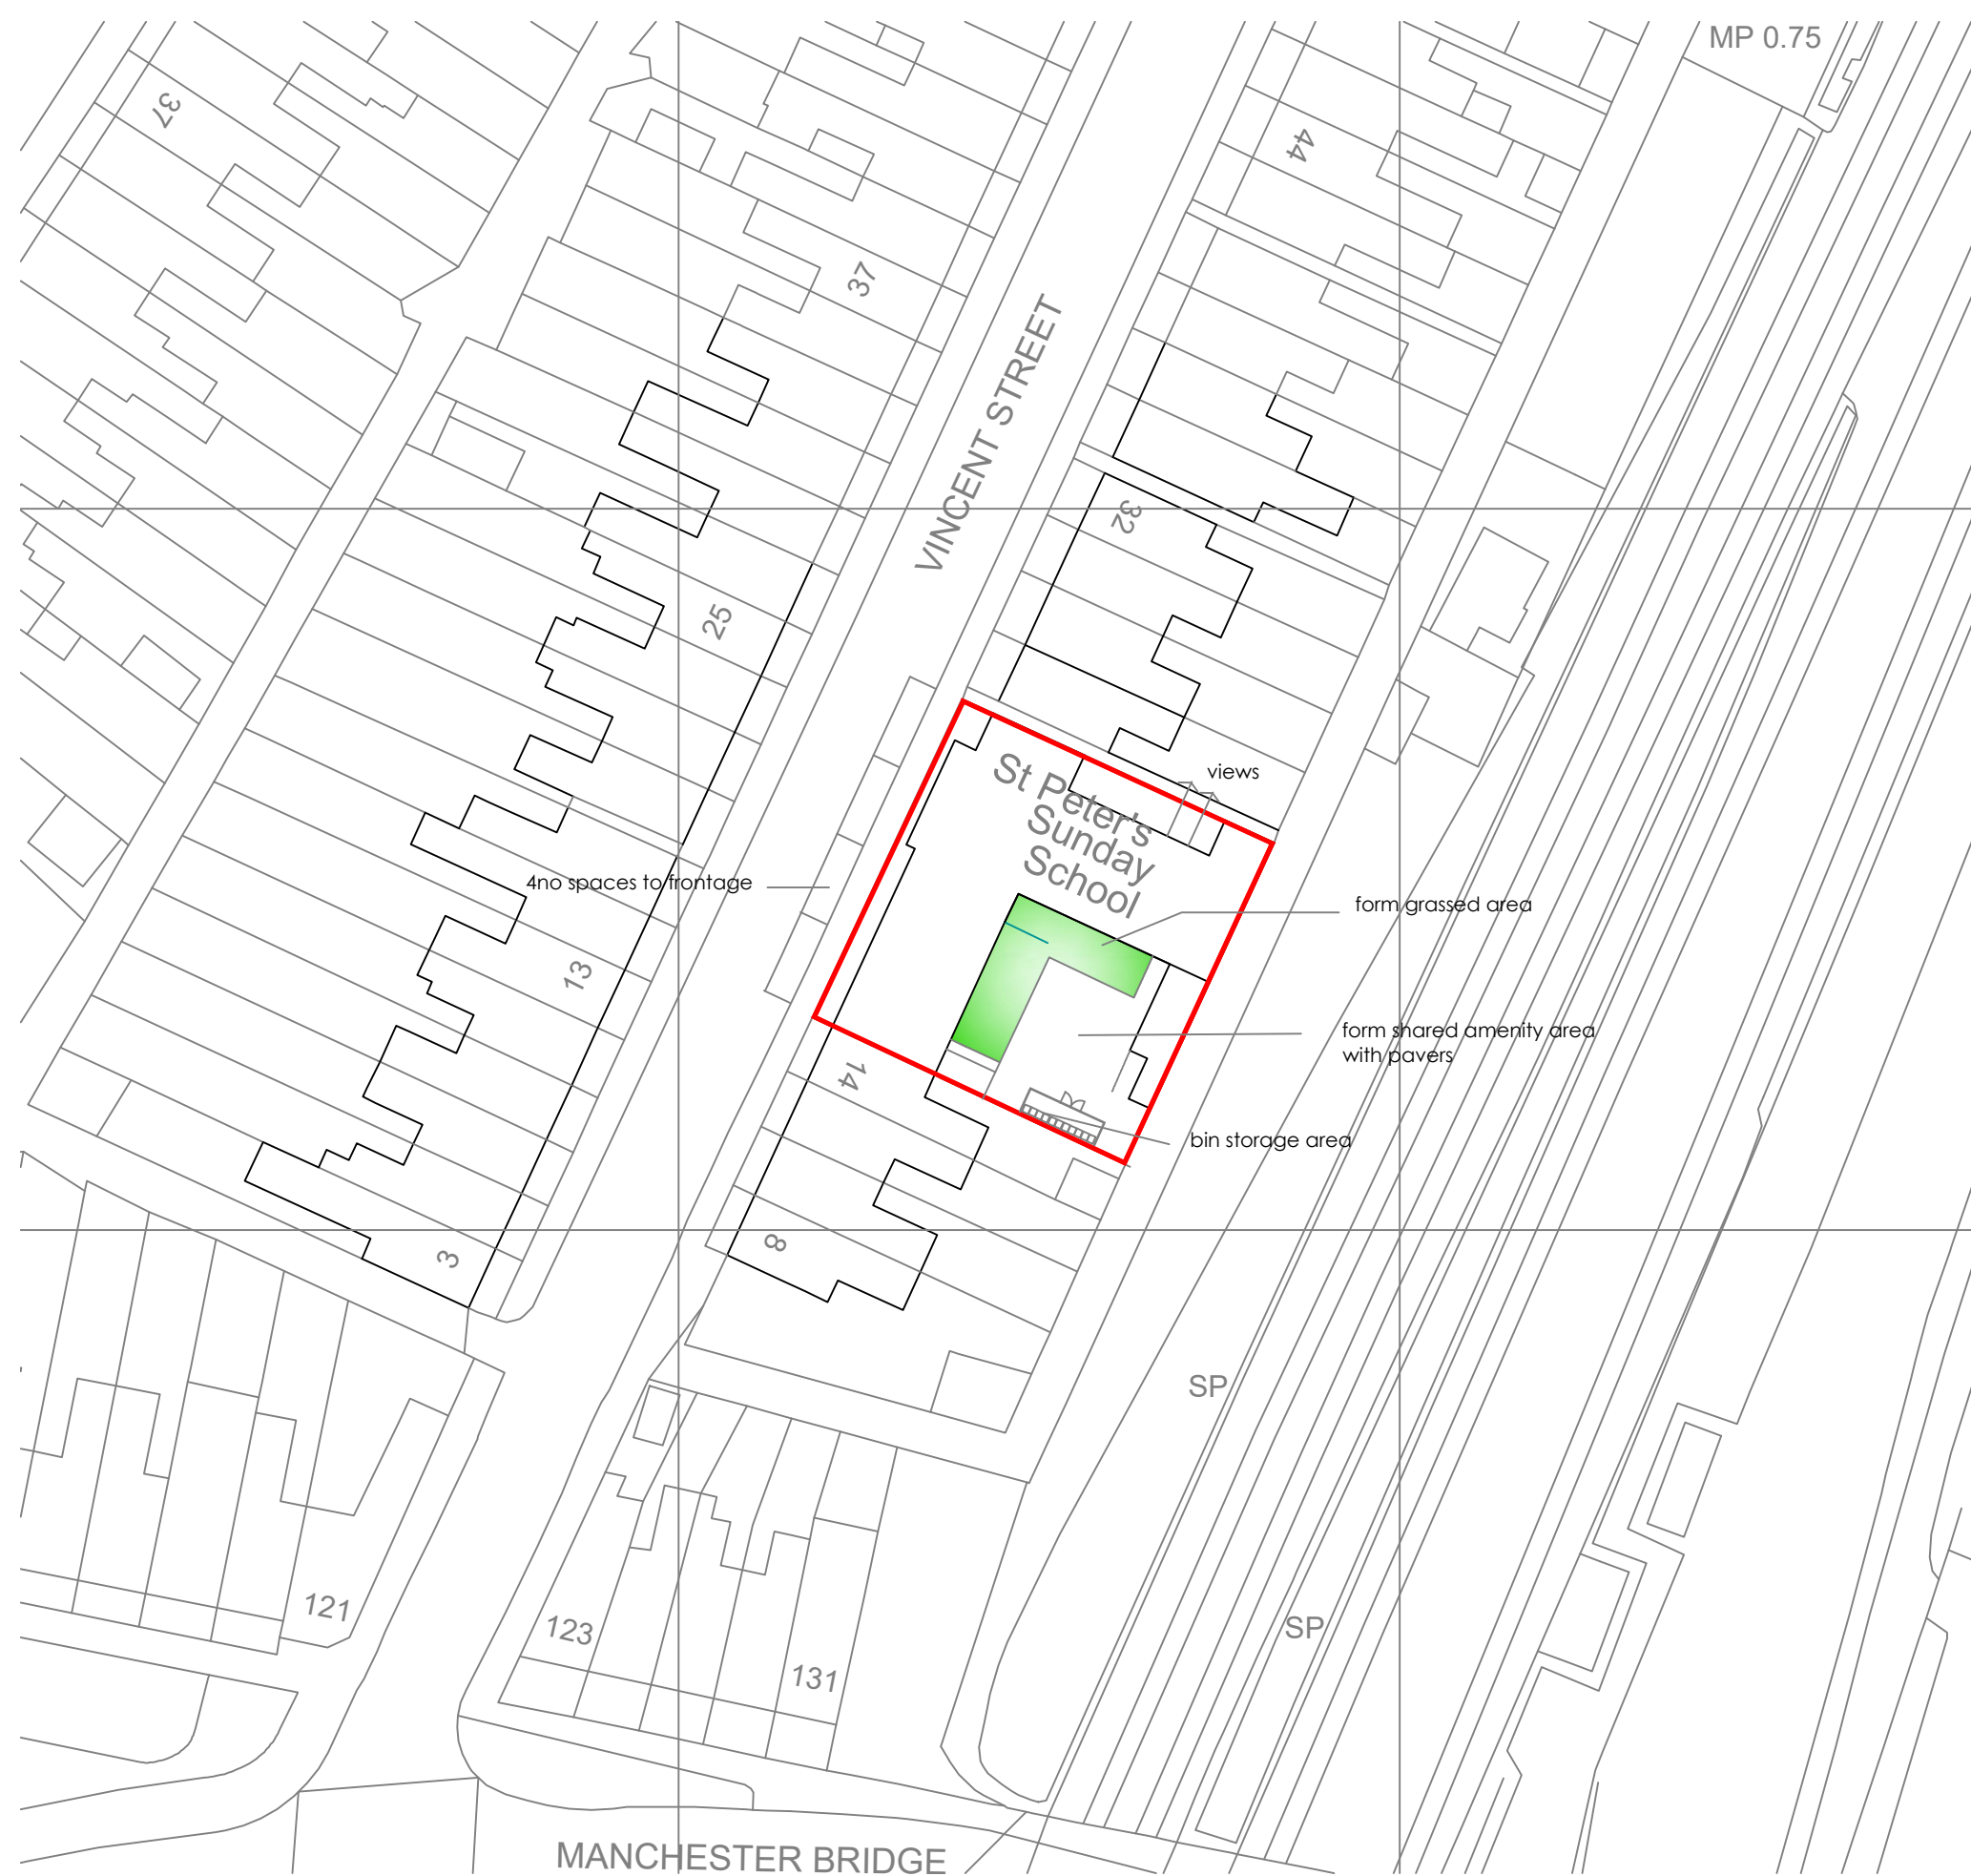 MP 0.75
37
44
37
VINCENT STREET
32
25
views
St Peter's
Sunday
School
4no spaces to frontage
form grassed area
13
form shared amenity area
with pavers
14
bin storage area
8
3
SP
121
123
SP
131
MANCHESTER BRIDGE